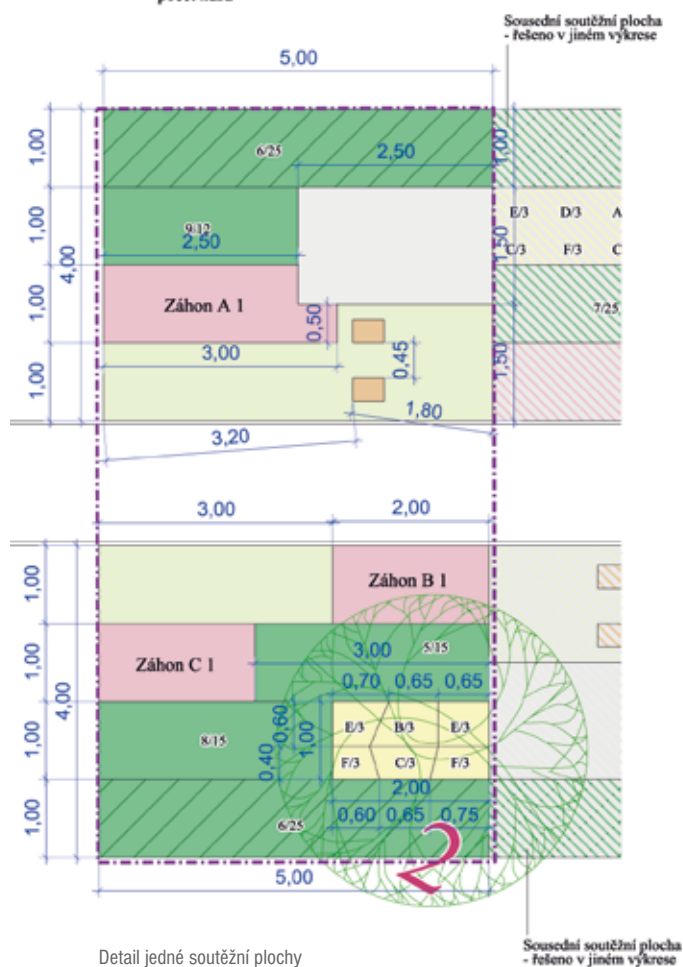 Sousední soutěžní plocha
- řešeno v jiném výkrese
5,00
1,00
6/25
2,50
1,00
1,00
9/12
2,50
E/3 D/3 A
C/3 F/3 C
1,50
4,00
1,00
Záhon A 1
0,50
7/25
1,00
3,00
0,45
1,50
1,80
3,20
3,00
2,00
1,00
Záhon B 1
1,00
Záhon C 1
3,00
5/15
4,00
0,70 0,65 0,65
1,00
8/15
0,60
0,40
1,00
E/3 B/3 E/3
F/3 C/3 F/3
2,00
0,60 0,65 0,75
1,00
6/25
2
5,00
Detail jedné soutěžní plochy
Sousední soutěžní plocha
- řešeno v jiném výkrese